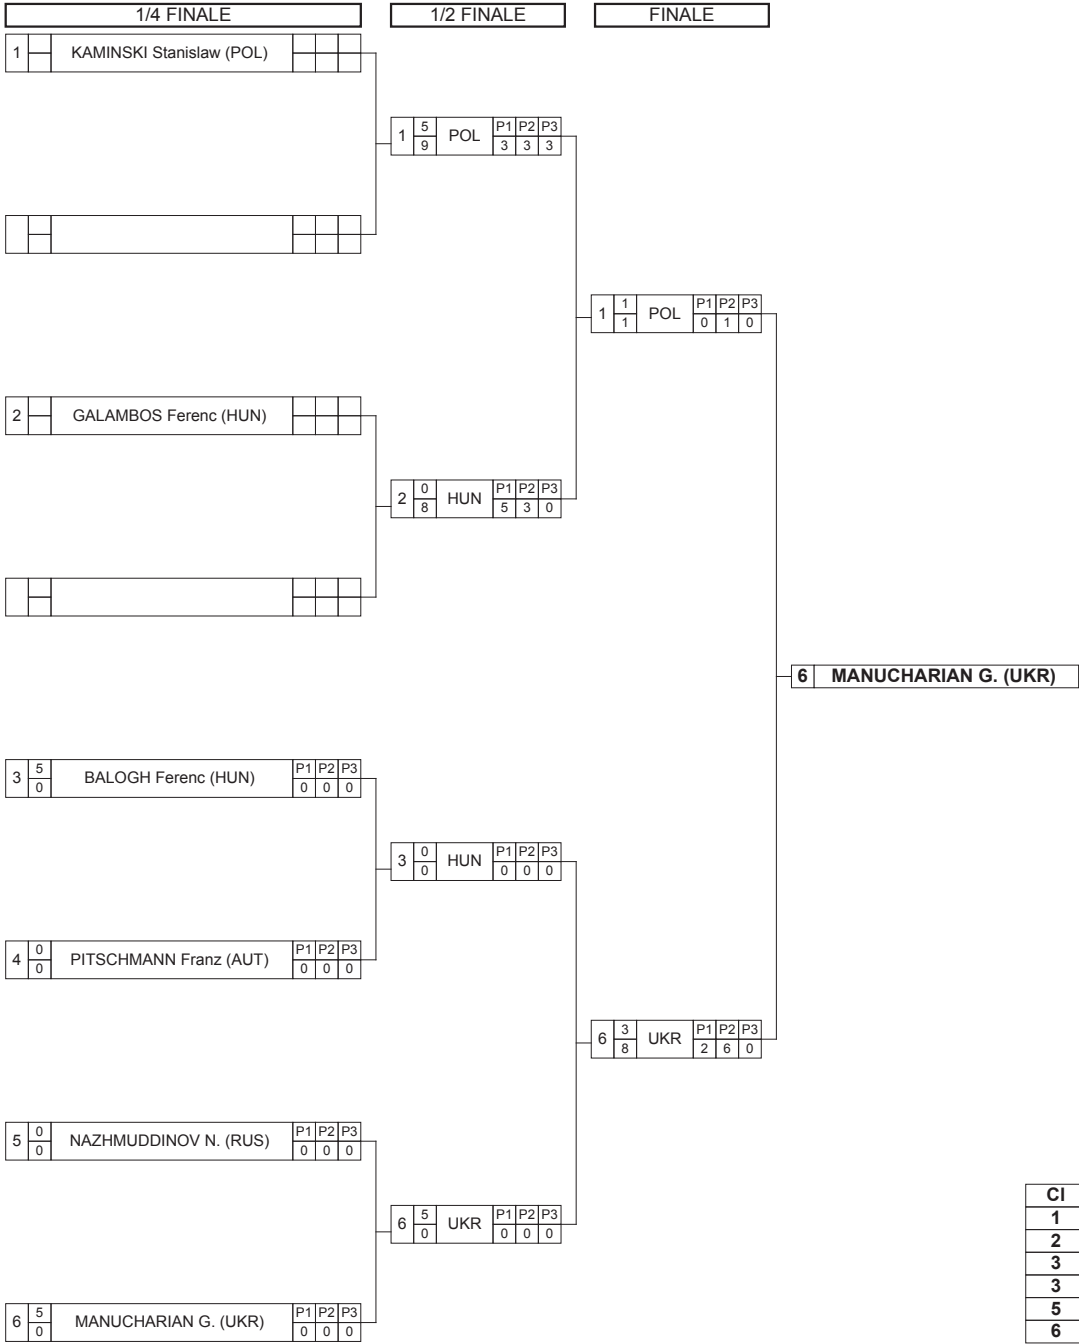 1/4 FINALE 1/2 FINALE FINALE
1 KAMINSKI Stanislaw (POL)
1 5 9 POL P1 P2 P3 3 3 3
1 1 1 POL P1 P2 P3 0 1 0
2 GALAMBOS Ferenc (HUN)
2 0 8 HUN P1 P2 P3 5 3 0
6 MANUCHARIAN G. (UKR)
3 5 0 BALOGH Ferenc (HUN) P1 P2 P3 0 0 0
3 0 0 HUN P1 P2 P3 0 0 0
4 0 0 PITSCHMANN Franz (AUT) P1 P2 P3 0 0 0
6 3 8 UKR P1 P2 P3 2 6 0
5 0 0 NAZHMUDDINOV N. (RUS) P1 P2 P3 0 0 0
6 5 0 UKR P1 P2 P3 0 0 0
6 5 0 MANUCHARIAN G. (UKR) P1 P2 P3 0 0 0
Cl
1
2
3
3
5
6